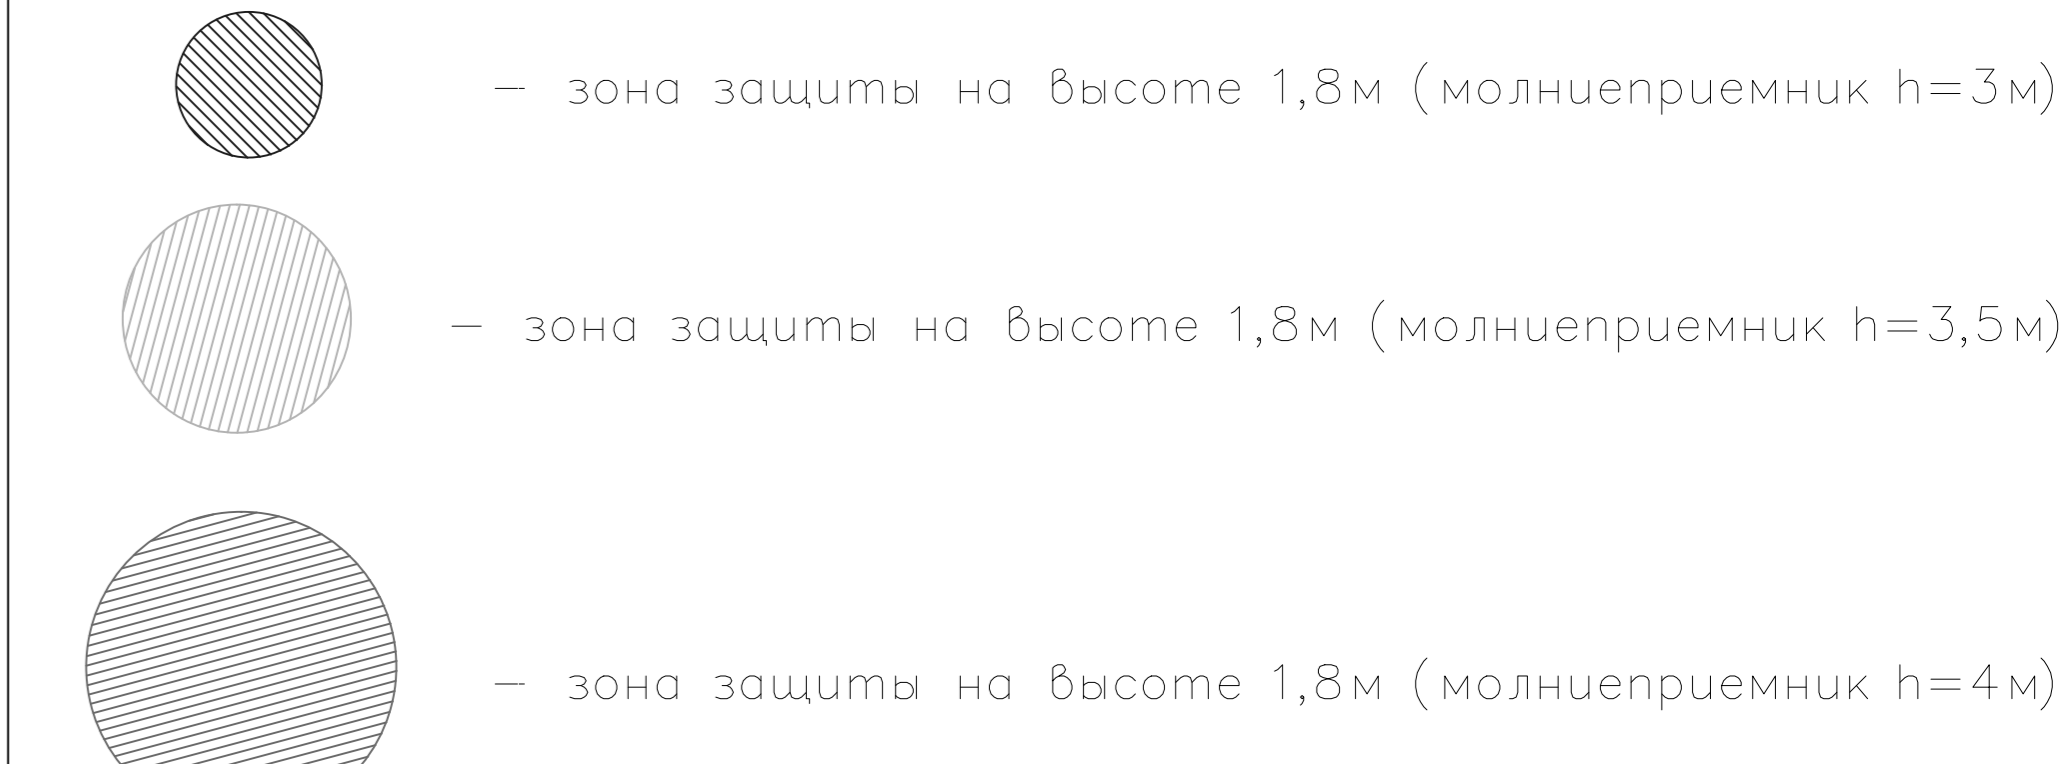 – зона защиты на высоте 1,8м (молниеприемник h=3м)
– зона защиты на высоте 1,8м (молниеприемник h=3,5м)
– зона защиты на высоте 1,8м (молниеприемник h=4м)